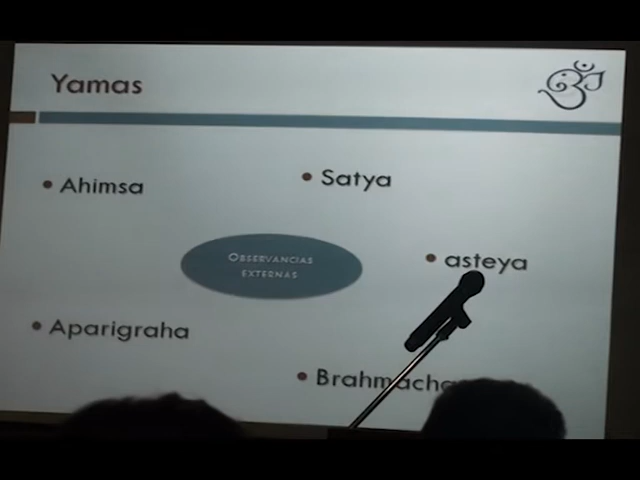 Yamas
Ahimsa
Satya
OBSERVANCIAS
EXTERNAS
asteya
Aparigraha